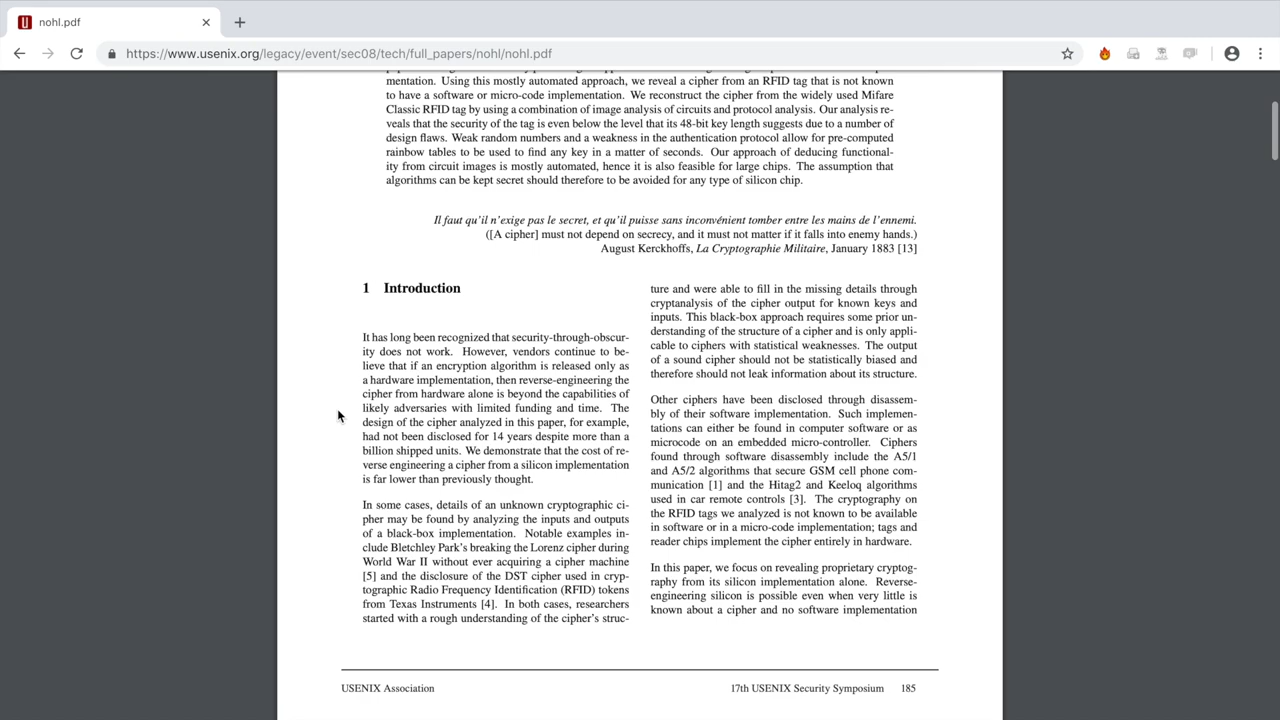 nohl.pdf
https://www.usenix.org/legacy/event/sec08/tech/full_papers/nohl/nohl.pdf
mentation. Using this mostly automated approach, we reveal a cipher from an RFID tag that is not known
to have a software or micro-code implementation. We reconstruct the cipher from the widely used Mifare
Classic RFID tag by using a combination of image analysis of circuits and protocol analysis. Our analysis re-
veals that the security of the tag is even below the level that its 48-bit key length suggests due to a number of
design flaws. Weak random numbers and a weakness in the authentication protocol allow for pre-computed
rainbow tables to be used to find any key in a matter of seconds. Our approach of deducing functional-
ity from circuit images is mostly automated, hence it is also feasible for large chips. The assumption that
algorithms can be kept secret should therefore to be avoided for any type of silicon chip.
Il faut qu'il n'exige pas le secret, et qu'il puisse sans inconvénient tomber entre les mains de l'ennemi.
([A cipher] must not depend on secrecy, and it must not matter if it falls into enemy hands.)
August Kerckhoffs, La Cryptographie Militaire, January 1883 [13]
1 Introduction
It has long been recognized that security-through-obscur-
ity does not work. However, vendors continue to be-
lieve that if an encryption algorithm is released only as
a hardware implementation, then reverse-engineering the
cipher from hardware alone is beyond the capabilities of
likely adversaries with limited funding and time. The
design of the cipher analyzed in this paper, for example,
had not been disclosed for 14 years despite more than a
billion shipped units. We demonstrate that the cost of re-
verse engineering a cipher from a silicon implementation
is far lower than previously thought.
In some cases, details of an unknown cryptographic ci-
pher may be found by analyzing the inputs and outputs
of a black-box implementation. Notable examples in-
clude Bletchley Park's breaking the Lorenz cipher during
World War II without ever acquiring a cipher machine
[5] and the disclosure of the DST cipher used in cryp-
tographic Radio Frequency Identification (RFID) tokens
from Texas Instruments [4]. In both cases, researchers
started with a rough understanding of the cipher's struc-
ture and were able to fill in the missing details through
cryptanalysis of the cipher output for known keys and
inputs. This black-box approach requires some prior un-
derstanding of the structure of a cipher and is only appli-
cable to ciphers with statistical weaknesses. The output
of a sound cipher should not be statistically biased and
therefore should not leak information about its structure.
Other ciphers have been disclosed through disassem-
bly of their software implementation. Such implemen-
tations can either be found in computer software or as
microcode on an embedded micro-controller. Ciphers
found through software disassembly include the A5/1
and A5/2 algorithms that secure GSM cell phone com-
munication [1] and the Hitag2 and Keeloq algorithms
used in car remote controls [3]. The cryptography on
the RFID tags we analyzed is not known to be available
in software or in a micro-code implementation; tags and
reader chips implement the cipher entirely in hardware.
In this paper, we focus on revealing proprietary cryptog-
raphy from its silicon implementation alone. Reverse-
engineering silicon is possible even when very little is
known about a cipher and no software implementation
USENIX Association
17th USENIX Security Symposium 185